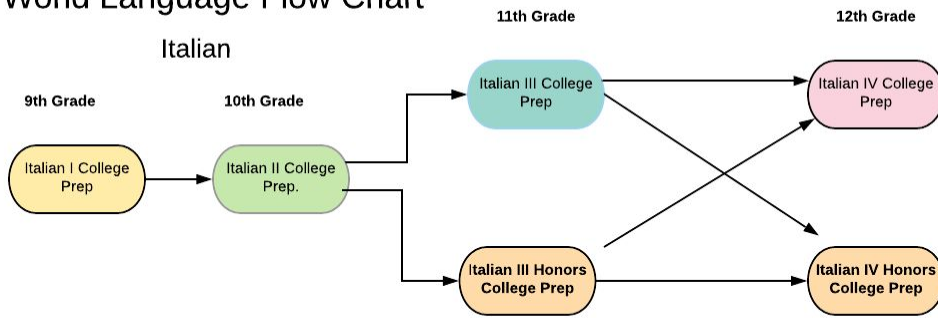 World Language Flow Chart
Italian
9th Grade
10th Grade
11th Grade
12th Grade
Italian I College
Prep
Italian II College
Prep.
Italian III College
Prep
Italian IV College
Prep
Italian III Honors
College Prep
Italian IV Honors
College Prep